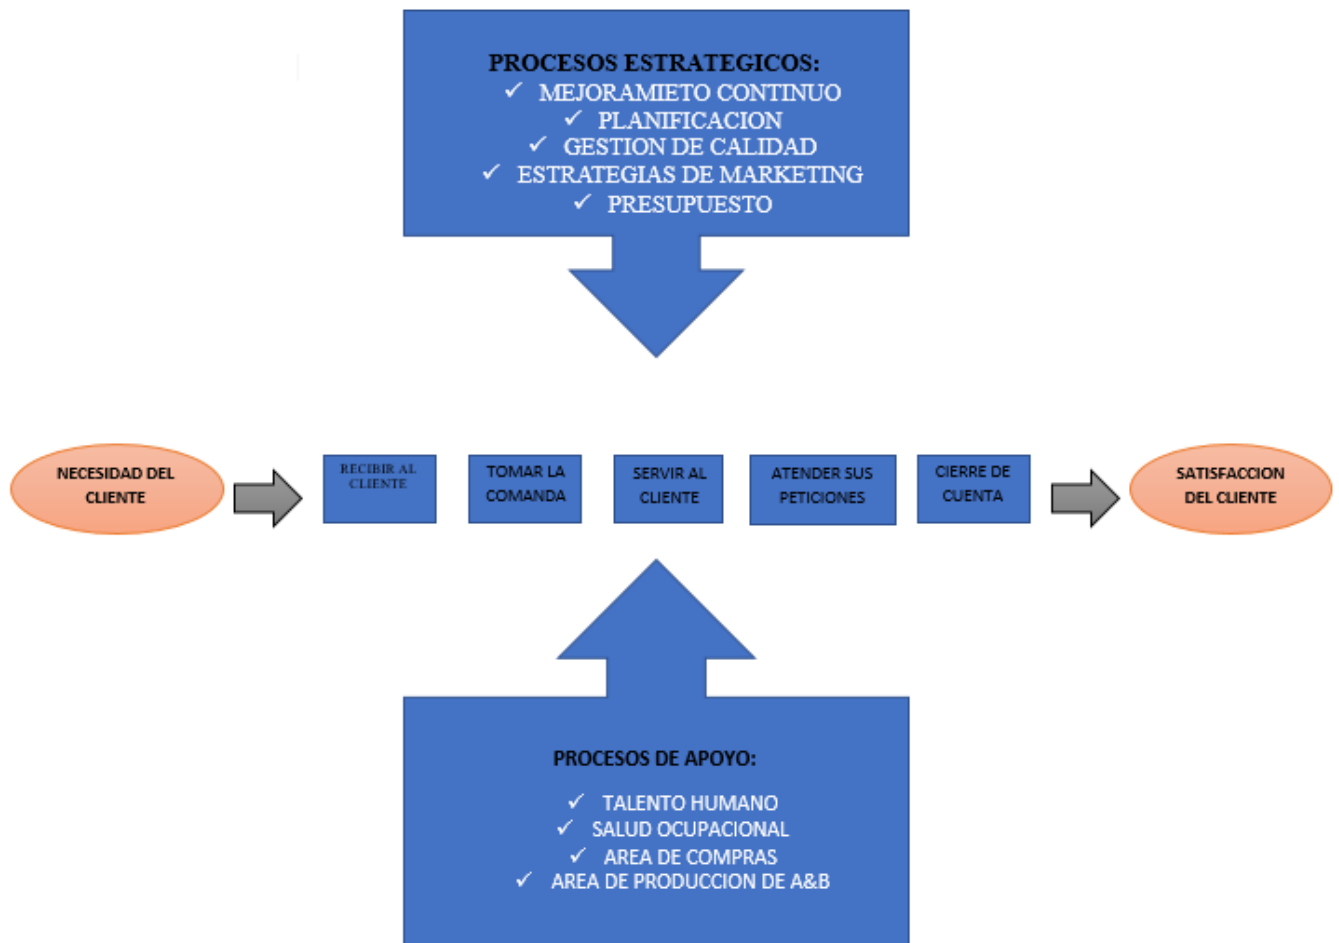 PROCESOS ESTRATEGICOS:
✓ MEJORAMIETO CONTINUO
✓ PLANIFICACION
✓ GESTION DE CALIDAD
✓ ESTRATEGIAS DE MARKETING
✓ PRESUPUESTO
NECESIDAD DEL
CLIENTE
RECIBIR AL
CLIENTE
TOMAR LA
COMANDA
SERVIR AL
CLIENTE
ATENDER SUS
PETICIONES
CIERRE DE
CUENTA
SATISFACCION
DEL CLIENTE
PROCESOS DE APOYO:
✓ TALENTO HUMANO
✓ SALUD OCUPACIONAL
✓ AREA DE COMPRAS
✓ AREA DE PRODUCCION DE A&B